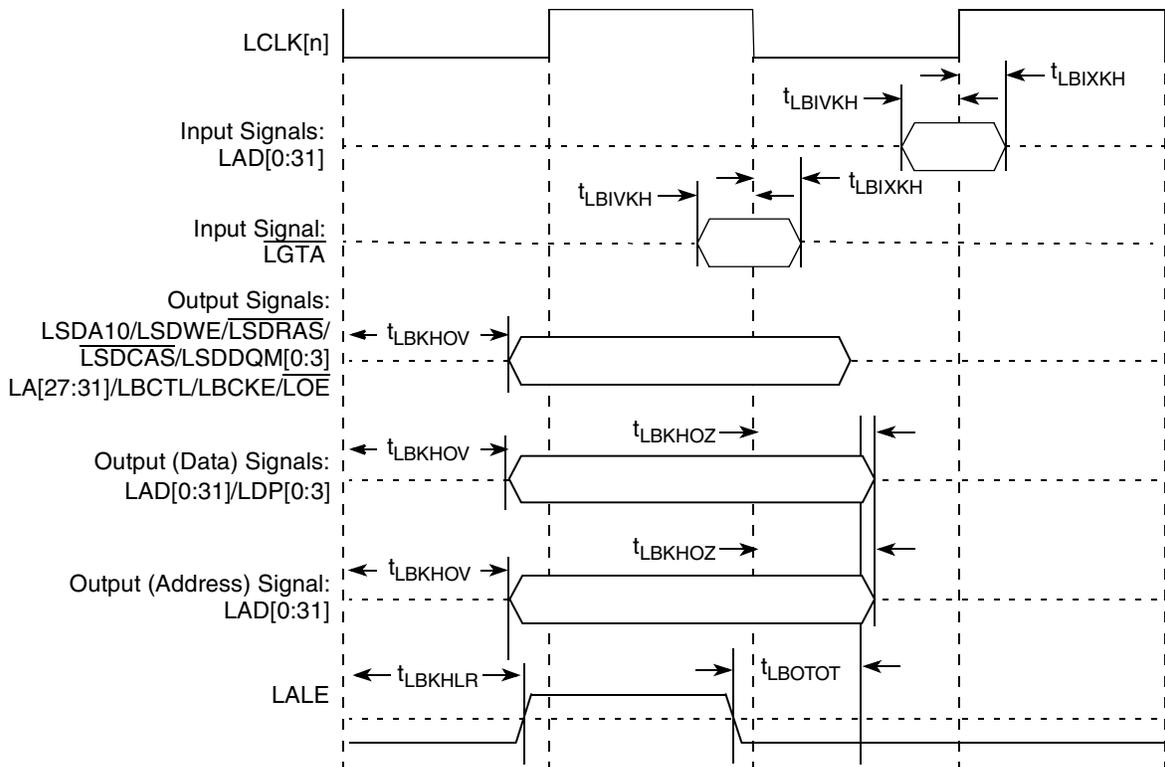 LCLK[n]
tLBIXKH
tLBIVKH
Input Signals:
LAD[0:31]
tLBIXKH
tLBIVKH
Input Signal:
LGTA
Output Signals:
LSDA10/LSDWE/LSDRAS/
LSDCAS/LSDDQM[0:3]
LA[27:31]/LBCTL/LBCKE/LOE
tLBKHOV
tLBKHOZ
tLBKHOV
Output (Data) Signals:
LAD[0:31]/LDP[0:3]
tLBKHOZ
tLBKHOV
Output (Address) Signal:
LAD[0:31]
tLBKHLR
tLBOTOT
LALE